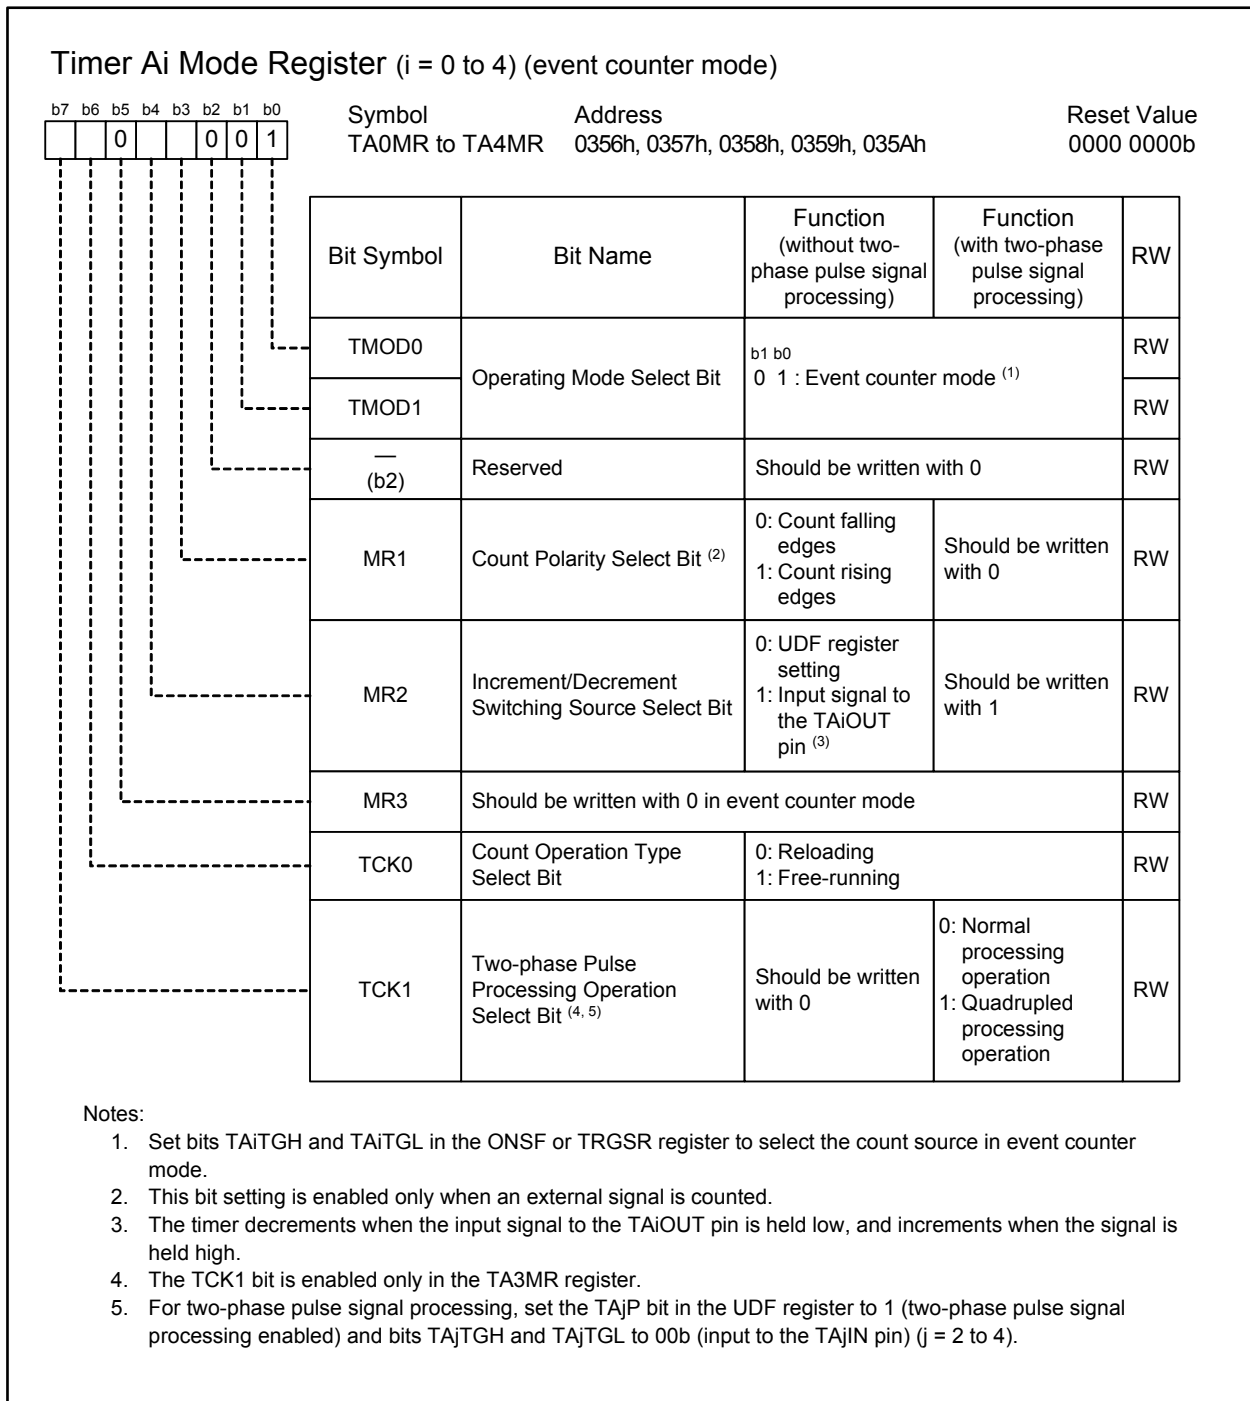 Timer Ai Mode Register (i = 0 to 4) (event counter mode)
b7 b6 b5 b4 b3 b2 b1 b0
0 0 0 1
Symbol Address Reset Value
TA0MR to TA4MR 0356h, 0357h, 0358h, 0359h, 035Ah 0000 0000b
Bit Symbol
Bit Name
Function
(without two-
phase pulse signal
processing)
Function
(with two-phase
pulse signal
processing)
RW
TMOD0
TMOD1
Operating Mode Select Bit
b1 b0
0 1 : Event counter mode (1)
RW
RW
—
(b2)
Reserved
Should be written with 0
RW
MR1
Count Polarity Select Bit (2)
0: Count falling
edges
1: Count rising
edges
Should be written
with 0
RW
MR2
Increment/Decrement
Switching Source Select Bit
0: UDF register
setting
1: Input signal to
the TAiOUT
pin (3)
Should be written
with 1
RW
MR3
Should be written with 0 in event counter mode
RW
TCK0
Count Operation Type
Select Bit
0: Reloading
1: Free-running
RW
TCK1
Two-phase Pulse
Processing Operation
Select Bit (4, 5)
Should be written
with 0
0: Normal
processing
operation
1: Quadrupled
processing
operation
RW
Notes:
1. Set bits TAiTGH and TAiTGL in the ONSF or TRGSR register to select the count source in event counter
mode.
2. This bit setting is enabled only when an external signal is counted.
3. The timer decrements when the input signal to the TAiOUT pin is held low, and increments when the signal is
held high.
4. The TCK1 bit is enabled only in the TA3MR register.
5. For two-phase pulse signal processing, set the TAjP bit in the UDF register to 1 (two-phase pulse signal
processing enabled) and bits TAjTGH and TAjTGL to 00b (input to the TAjIN pin) (j = 2 to 4).